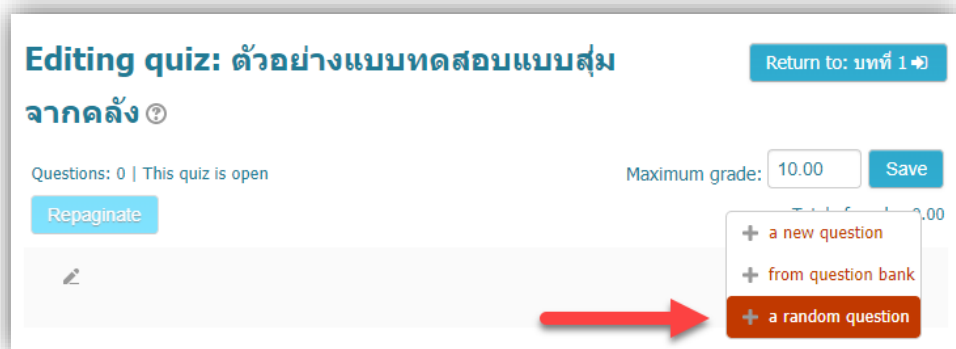 Editing quiz: ตัวอย่างแบบทดสอบแบบสุ่ม
จากคลัง
Return to: บทที่ 1
Questions: 0 | This quiz is open
Maximum grade: 10.00 Save
Repaginate
.00
a new question
from question bank
a random question